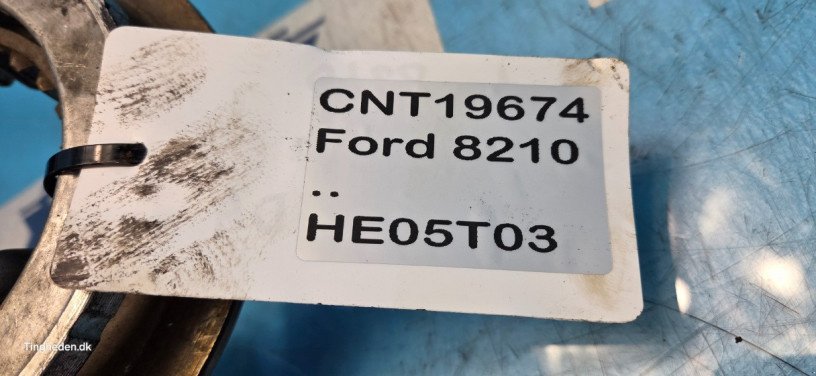 CNT19674
Ford 8210
..
HE05T03
Tingheden.dk